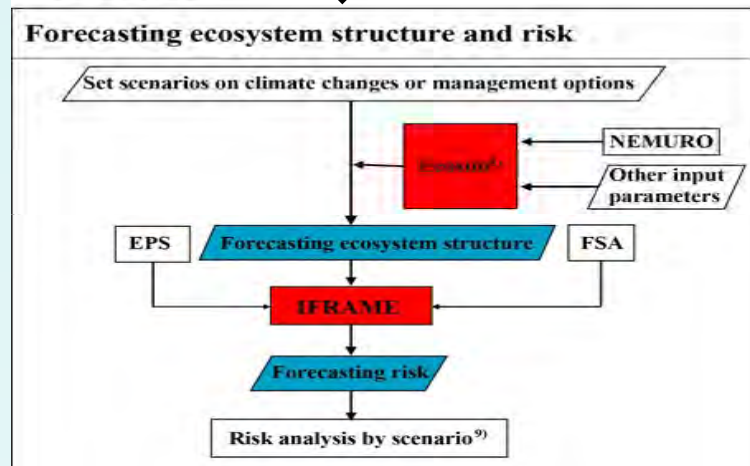 Forecasting ecosystem structure and risk
Set scenarios on climate changes or management options
NEMURO
Other input
parameters
EPS
Forecasting ecosystem structure
FSA
IFRAME
Forecasting risk
Risk analysis by scenario⁹⁾